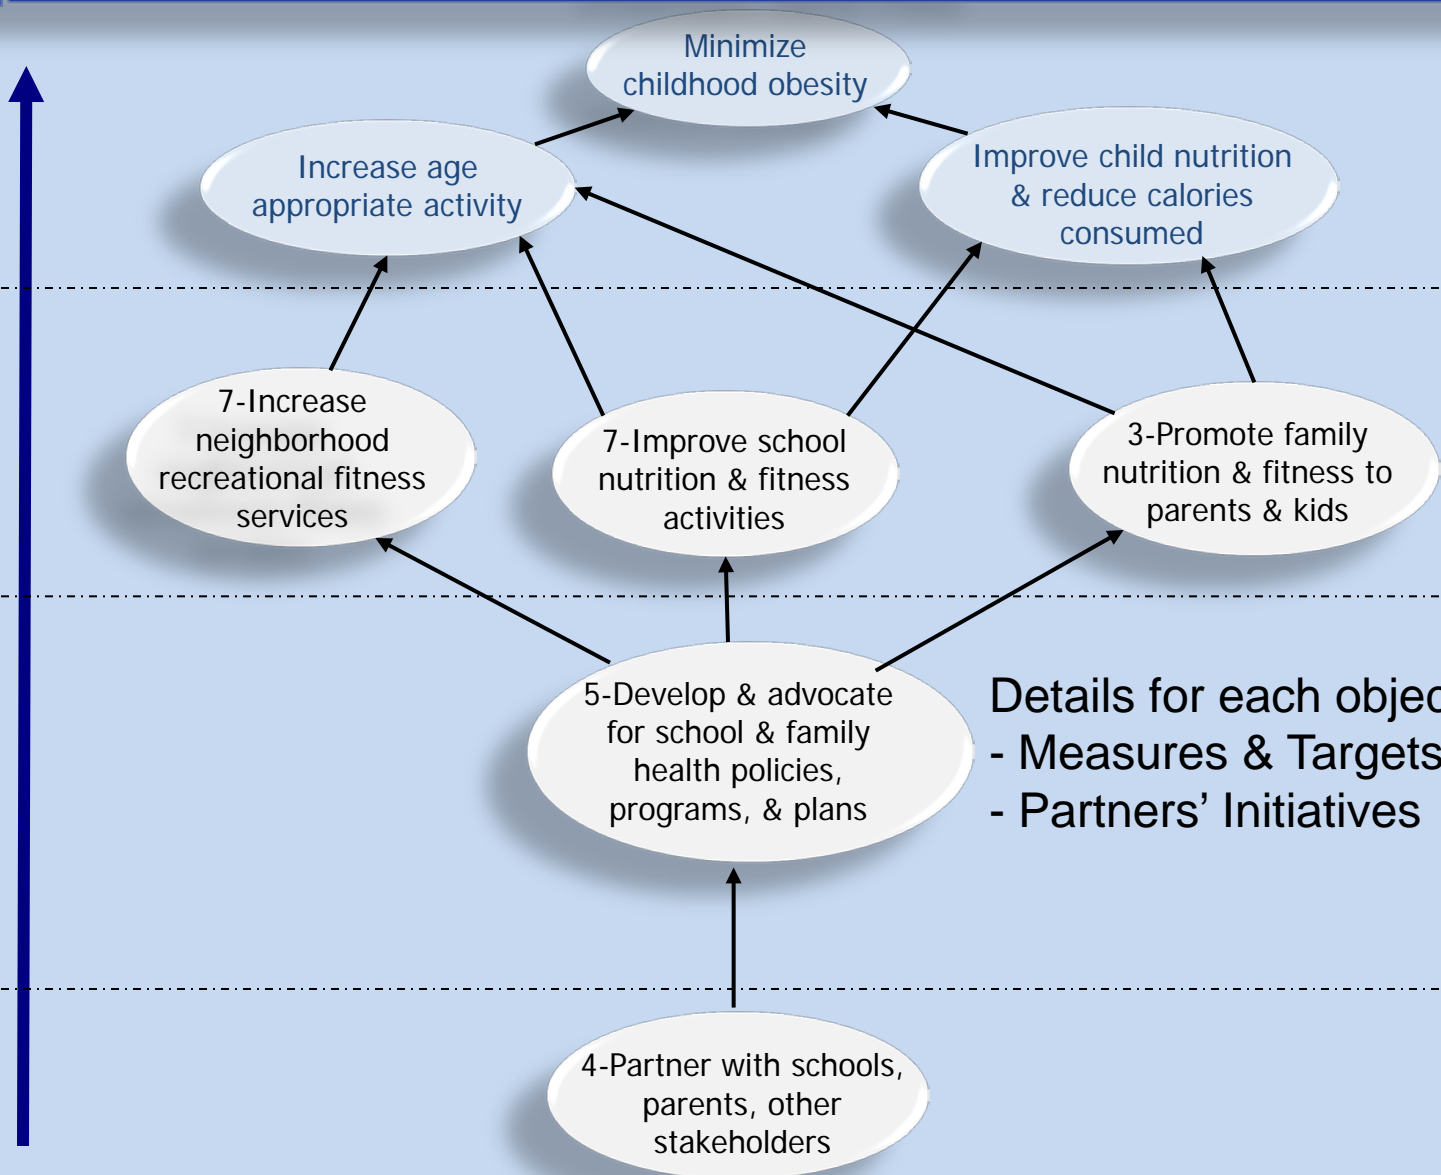 Minimize
childhood obesity
Increase age
appropriate activity
Improve child nutrition
& reduce calories
consumed
7-Increase
neighborhood
recreational fitness
services
7-Improve school
nutrition & fitness
activities
3-Promote family
nutrition & fitness to
parents & kids
5-Develop & advocate
for school & family
health policies,
programs, & plans
Details for each objec
- Measures & Targets
- Partners’ Initiatives
4-Partner with schools,
parents, other
stakeholders